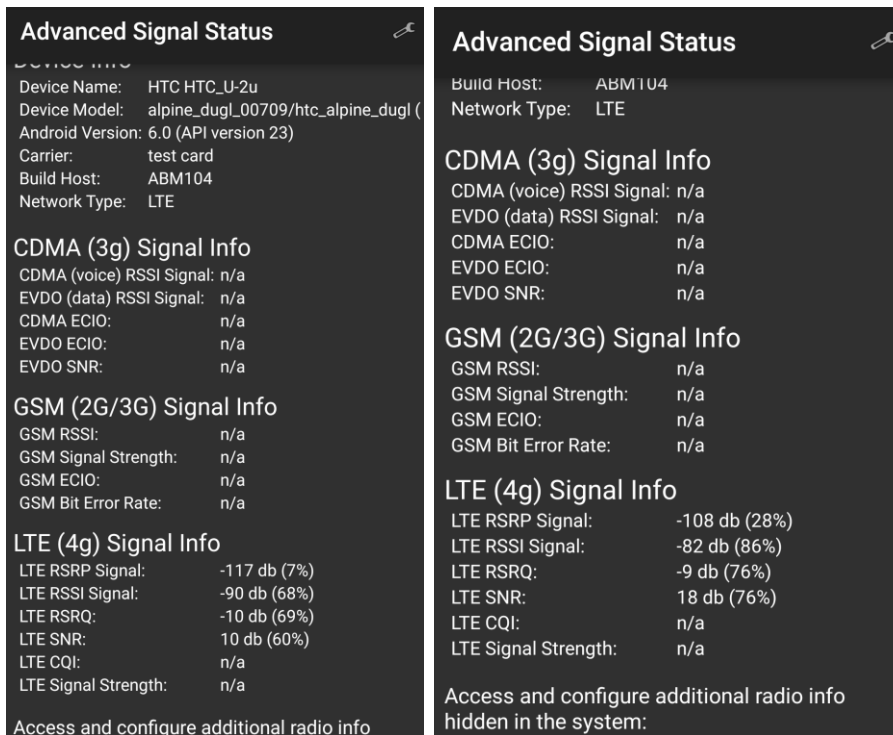 Advanced Signal Status
Device Info
Device Name: HTC HTC_U-2u
Device Model: alpine_dugl_00709/htc_alpine_dugl (
Android Version: 6.0 (API version 23)
Carrier: test card
Build Host: ABM104
Network Type: LTE
CDMA (3g) Signal Info
CDMA (voice) RSSI Signal: n/a
EVDO (data) RSSI Signal: n/a
CDMA ECIO: n/a
EVDO ECIO: n/a
EVDO SNR: n/a
GSM (2G/3G) Signal Info
GSM RSSI: n/a
GSM Signal Strength: n/a
GSM ECIO: n/a
GSM Bit Error Rate: n/a
LTE (4g) Signal Info
LTE RSRP Signal: -117 db (7%)
LTE RSSI Signal: -90 db (68%)
LTE RSRQ: -10 db (69%)
LTE SNR: 10 db (60%)
LTE CQI: n/a
LTE Signal Strength: n/a
Access and configure additional radio info
Advanced Signal Status
Build Host: ABM104
Network Type: LTE
CDMA (3g) Signal Info
CDMA (voice) RSSI Signal: n/a
EVDO (data) RSSI Signal: n/a
CDMA ECIO: n/a
EVDO ECIO: n/a
EVDO SNR: n/a
GSM (2G/3G) Signal Info
GSM RSSI: n/a
GSM Signal Strength: n/a
GSM ECIO: n/a
GSM Bit Error Rate: n/a
LTE (4g) Signal Info
LTE RSRP Signal: -108 db (28%)
LTE RSSI Signal: -82 db (86%)
LTE RSRQ: -9 db (76%)
LTE SNR: 18 db (76%)
LTE CQI: n/a
LTE Signal Strength: n/a
Access and configure additional radio info
hidden in the system: